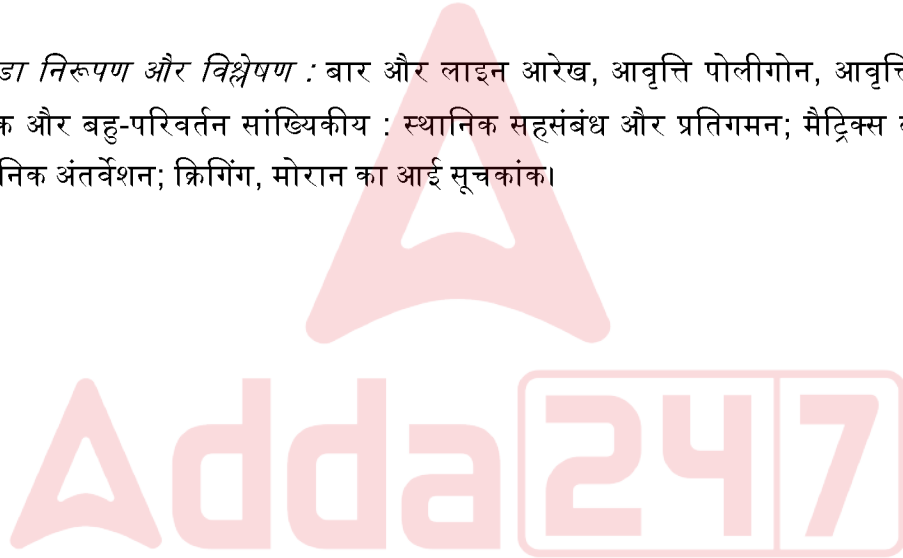 डा निरूपण और विश्लेषण : बार और लाइन आरेख, आवृत्ति पोलीगोन, आवृत्ति
क और बहु-परिवर्तन सांख्यिकीय : स्थानिक सहसंबंध और प्रतिगमन; मैट्रिक्स
निक अंतर्वेशन; क्रिगिंग, मोरान का आई सूचकांक।
Adda247